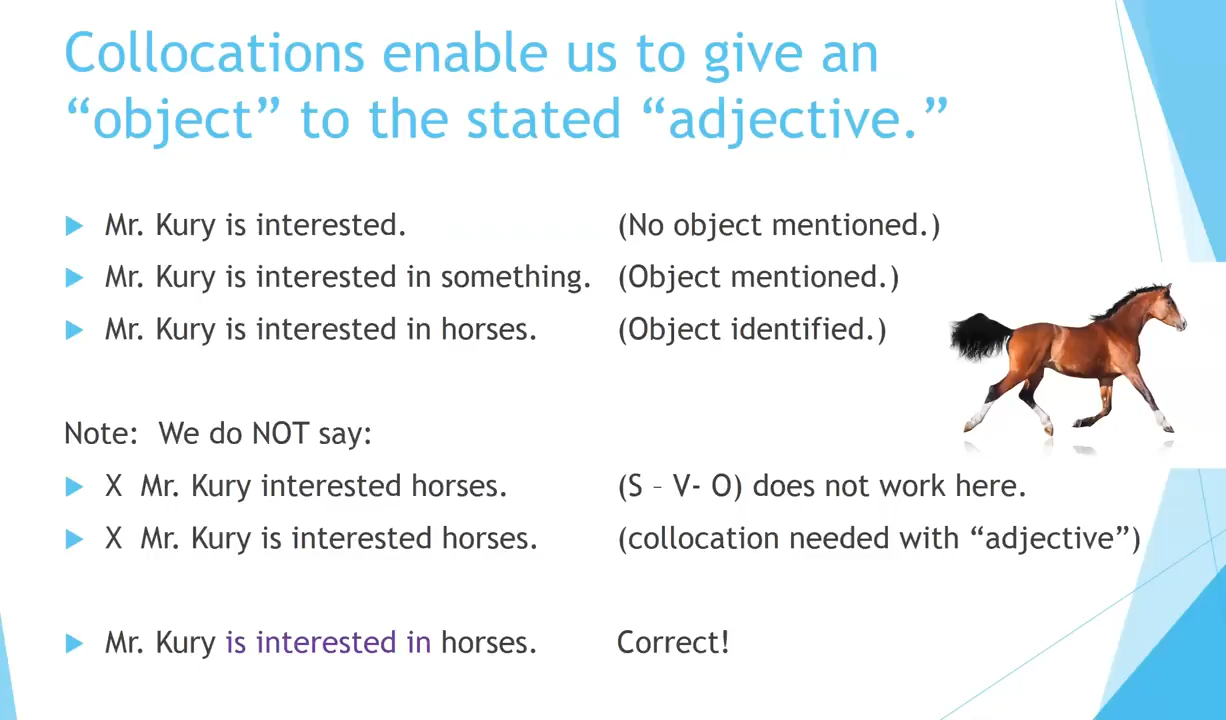 Collocations enable us to give an
“object” to the stated “adjective.”
Mr. Kury is interested. (No object mentioned.)
Mr. Kury is interested in something. (Object mentioned.)
Mr. Kury is interested in horses. (Object identified.)
Note: We do NOT say:
X Mr. Kury interested horses. (S – V- O) does not work here.
X Mr. Kury is interested horses. (collocation needed with “adjective”)
Mr. Kury is interested in horses. Correct!